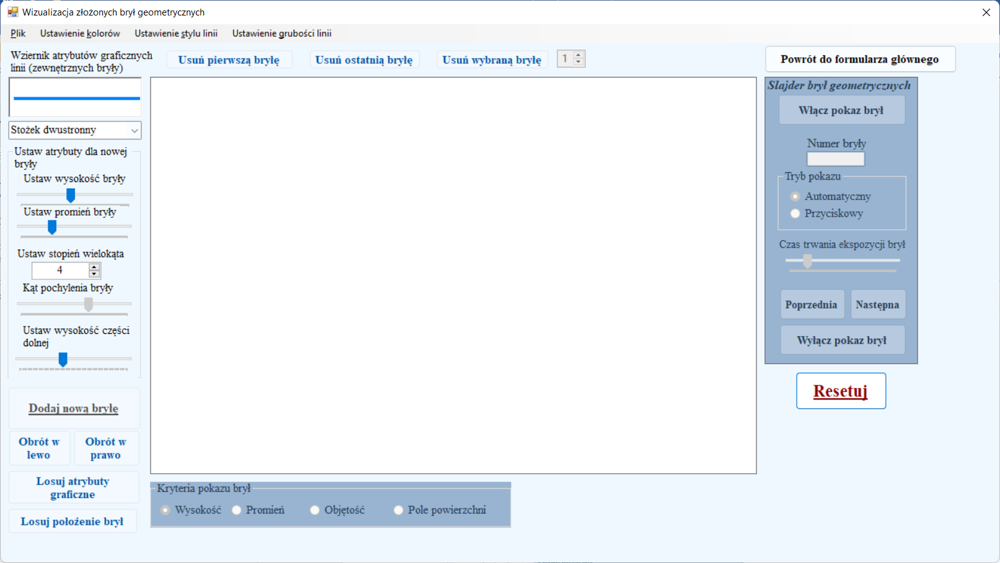 Wizualizacja złożonych brył geometrycznych
Plik Ustawienie kolorów Ustawienie stylu linii Ustawienie grubości linii
Wziernik atrybutów graficznych
linii (zewnętrznych bryły)
Usuń pierwszą bryłę Usuń ostatnią bryłę Usuń wybraną bryłę 1
Powrót do formularza głównego
Stożek dwustronny
Ustaw atrybuty dla nowej
bryły
Ustaw wysokość bryły
Ustaw promień bryły
Ustaw stopień wielokąta
4
Kąt pochylenia bryły
Ustaw wysokość części
dolnej
Dodaj nową bryłę
Obrót w
lewo
Obrót w
prawo
Losuj atrybuty
graficzne
Losuj położenie brył
Kryteria pokazu brył
Wysokość Promień Objętość Pole powierzchni
Slajder brył geometrycznych
Włącz pokaz brył
Numer bryły
Tryb pokazu
Automatyczny
Przyciskowy
Czas trwania ekspozycji brył
Poprzednia Następna
Wyłącz pokaz brył
Resetuj